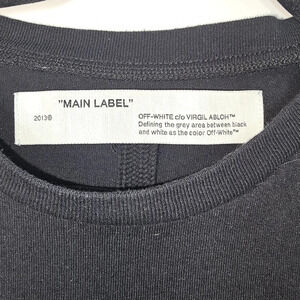 "MAIN LABEL"
2013®
OFF-WHITE c/o VIRGIL ABLOH™
Defining the grey area between black
and white as the color Off-White™